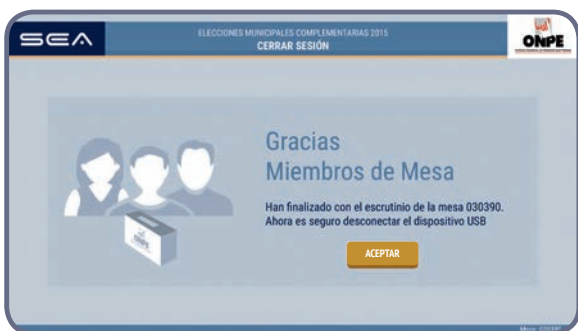 SEA
ELECCIONES MUNICIPALES COMPLEMENTARIAS 2015
CERRAR SESIÓN
ONPE
Gracias
Miembros de Mesa
Han finalizado con el escrutinio de la mesa 030390.
Ahora es seguro desconectar el dispositivo USB
ONPE
ACEPTAR